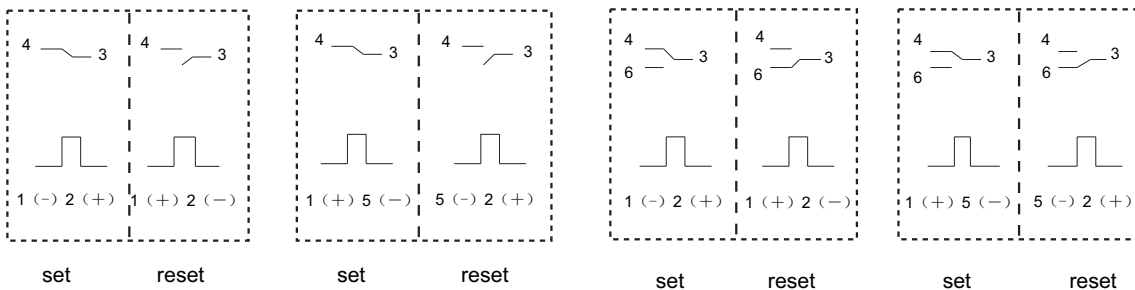 4 3 4 3
1（-）2（+） 1（+）2（-）
set reset
4 3 4 3
1（+）5（-） 5（-）2（+）
set reset
4 3 4 3
6 6
1（-）2（+） 1（+）2（-）
set reset
4 3 4 3
6 6
1（+）5（-） 5（-）2（+）
set reset